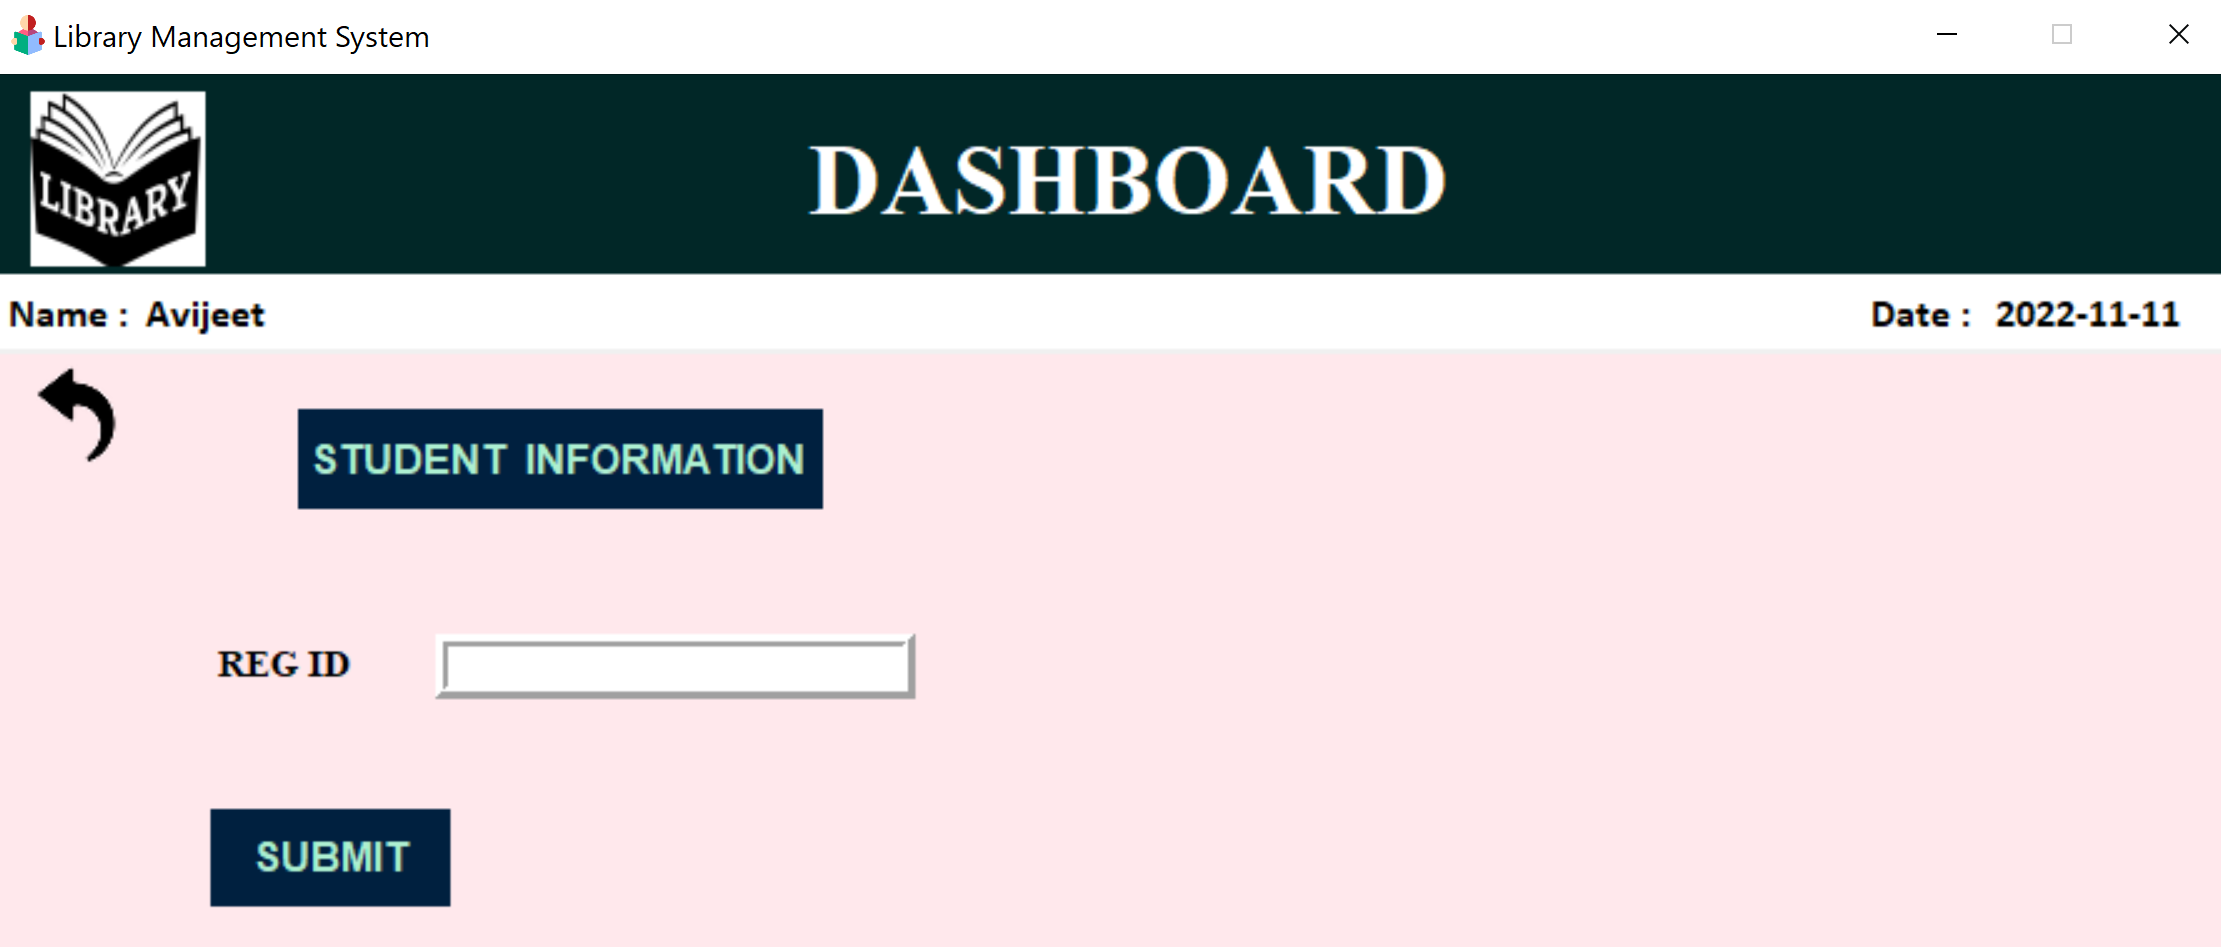 Library Management System
LIBRARY
DASHBOARD
Name : Avijeet
Date : 2022-11-11
STUDENT INFORMATION
REG ID
SUBMIT